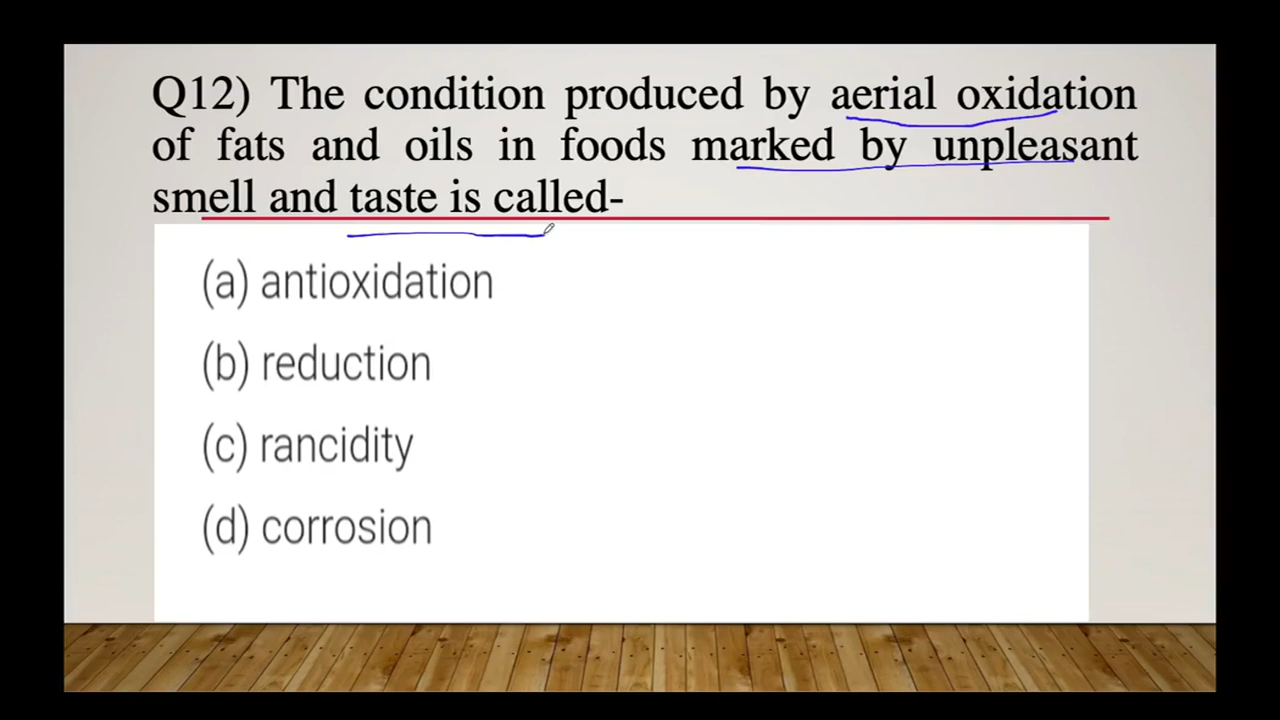 Q12) The condition produced by aerial oxidation
of fats and oils in foods marked by unpleasant
smell and taste is called-
(a) antioxidation
(b) reduction
(c) rancidity
(d) corrosion